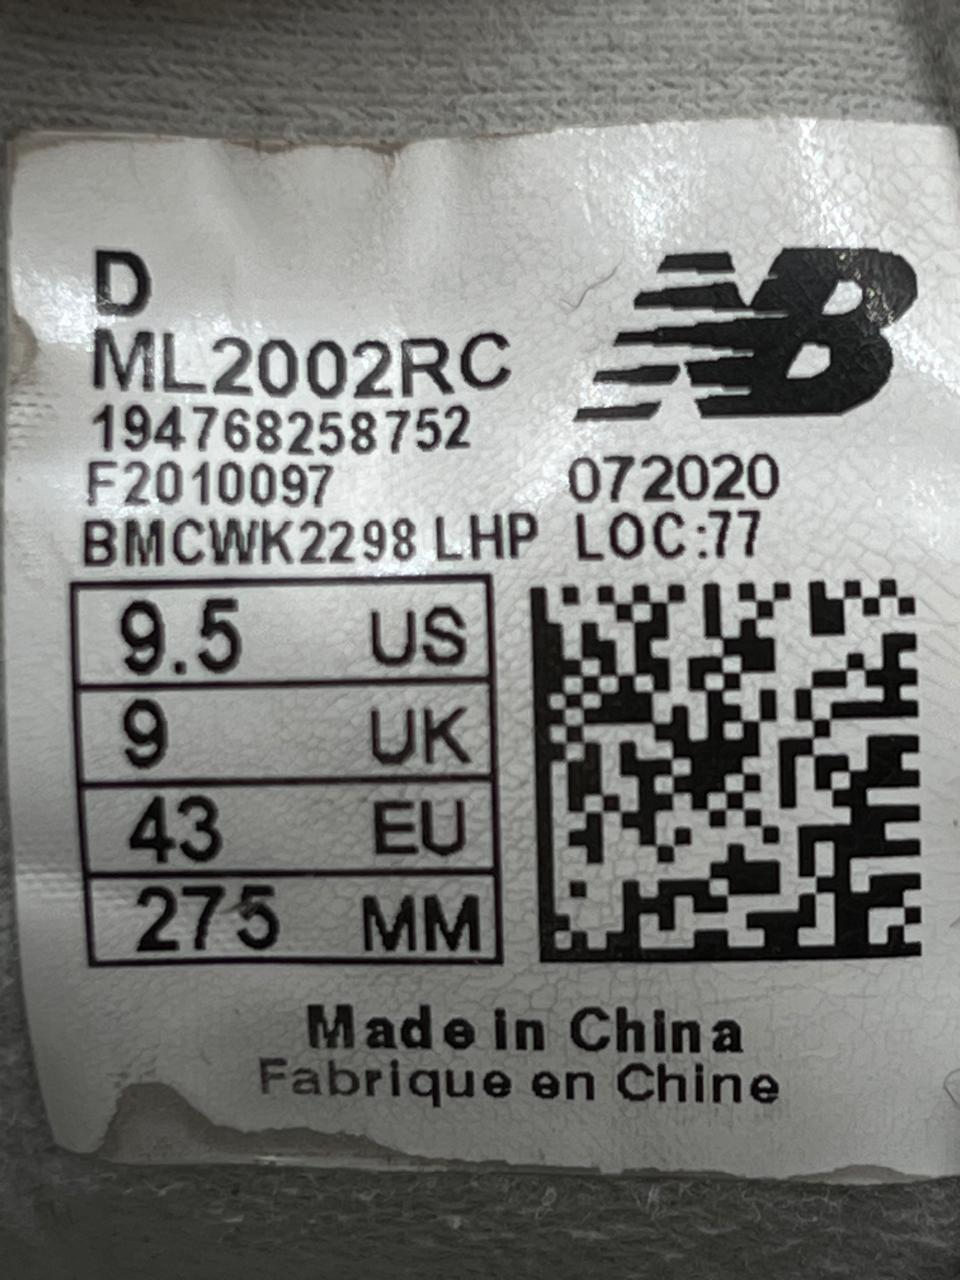 D
ML2002RC
NB
194768258752
F2010097 072020
BMCWK2298 LHP LOC:77
9.5 US
9 UK
43 EU
275 MM
Made in China
Fabrique en Chine